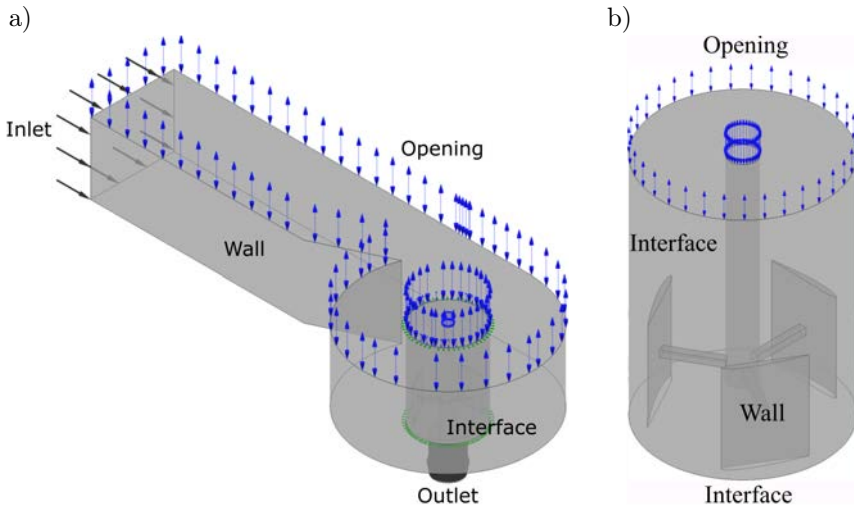 a)
Inlet
Opening
Wall
Interface
Outlet
b)
Opening
Interface
Wall
Interface